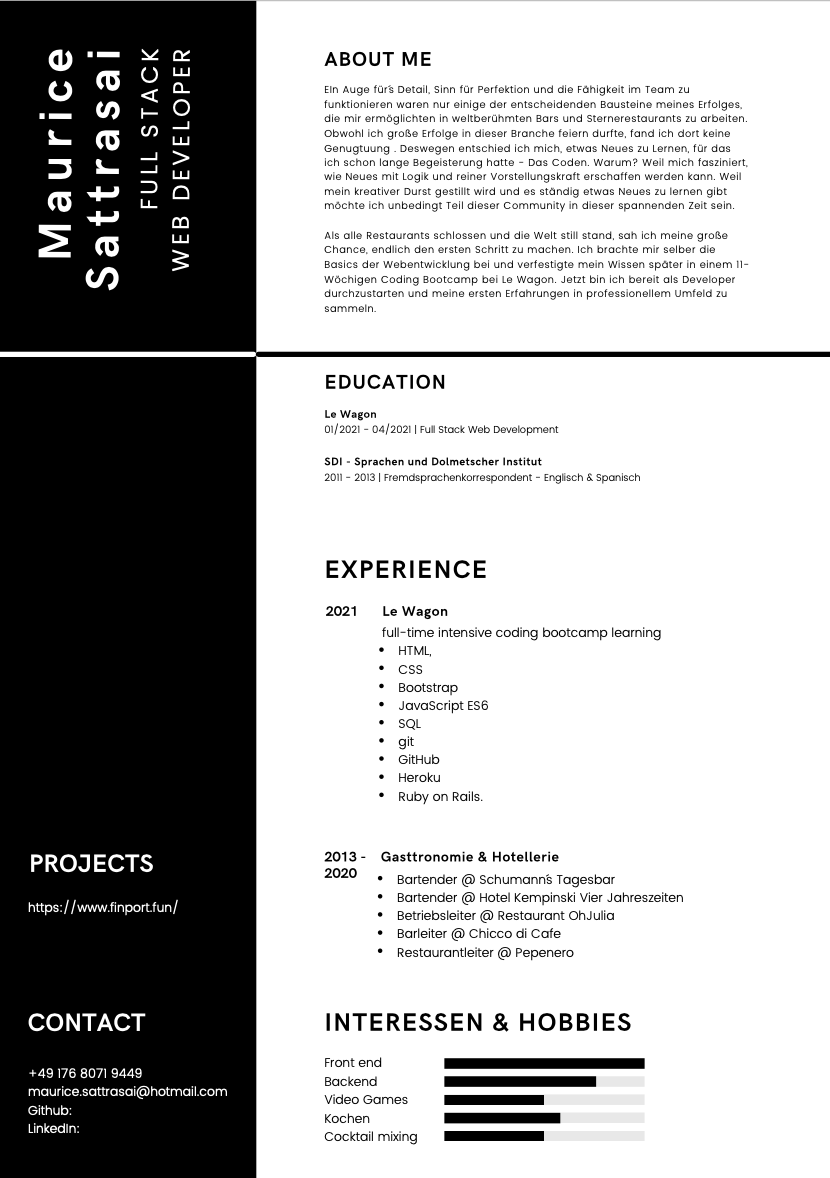 Maurice
Sattrasai
FULL STACK
WEB DEVELOPER
ABOUT ME
EIn Auge für´s Detail, Sinn für Perfektion und die Fähigkeit im Team zu
funktionieren waren nur einige der entscheidenden Bausteine meines Erfolges,
die mir ermöglichten in weltberühmten Bars und Sternerestaurants zu arbeiten.
Obwohl ich große Erfolge in dieser Branche feiern durfte, fand ich dort keine
Genugtuung . Deswegen entschied ich mich, etwas Neues zu Lernen, für das
ich schon lange Begeisterung hatte - Das Coden. Warum? Weil mich fasziniert,
wie Neues mit Logik und reiner Vorstellungskraft erschaffen werden kann. Weil
mein kreativer Durst gestillt wird und es ständig etwas Neues zu lernen gibt
möchte ich unbedingt Teil dieser Community in dieser spannenden Zeit sein.
Als alle Restaurants schlossen und die Welt still stand, sah ich meine große
Chance, endlich den ersten Schritt zu machen. Ich brachte mir selber die
Basics der Webentwicklung bei und verfestigte mein Wissen später in einem 11-
Wöchigen Coding Bootcamp bei Le Wagon. Jetzt bin ich bereit als Developer
durchzustarten und meine ersten Erfahrungen in professionellem Umfeld zu
sammeln.
EDUCATION
Le Wagon
01/2021 - 04/2021 | Full Stack Web Development
SDI - Sprachen und Dolmetscher Institut
2011 - 2013 | Fremdsprachenkorrespondent - Englisch & Spanisch
EXPERIENCE
2021 Le Wagon
full-time intensive coding bootcamp learning
• HTML,
• CSS
• Bootstrap
• JavaScript ES6
• SQL
• git
• GitHub
• Heroku
• Ruby on Rails.
2013 - 2020 Gasttronomie & Hotellerie
• Bartender @ Schumann´s Tagesbar
• Bartender @ Hotel Kempinski Vier Jahreszeiten
• Betriebsleiter @ Restaurant OhJulia
• Barleiter @ Chicco di Cafe
• Restaurantleiter @ Pepenero
PROJECTS
https://www.finport.fun/
CONTACT
+49 176 8071 9449
maurice.sattrasai@hotmail.com
Github:
LinkedIn:
INTERESSEN & HOBBIES
Front end
Backend
Video Games
Kochen
Cocktail mixing